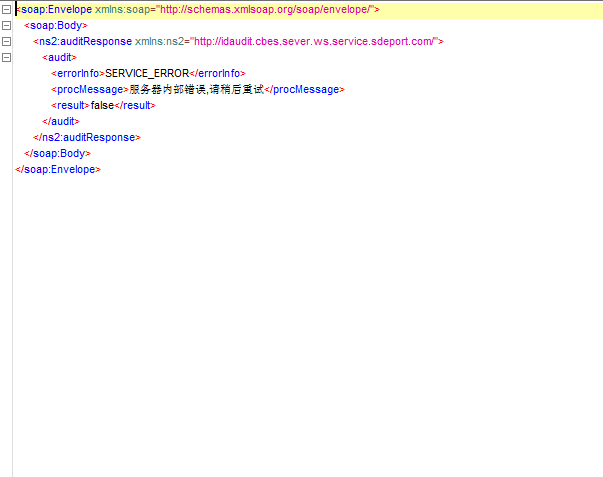 <soap:Envelope xmlns:soap="http://schemas.xmlsoap.org/soap/envelope/">
<soap:Body>
<ns2:auditResponse xmlns:ns2="http://idaudit.cbes.sever.ws.service.sdeport.com/">
<audit>
<errorInfo>SERVICE_ERROR</errorInfo>
<procMessage>服务器内部错误,请稍后重试</procMessage>
<result>false</result>
</audit>
</ns2:auditResponse>
</soap:Body>
</soap:Envelope>